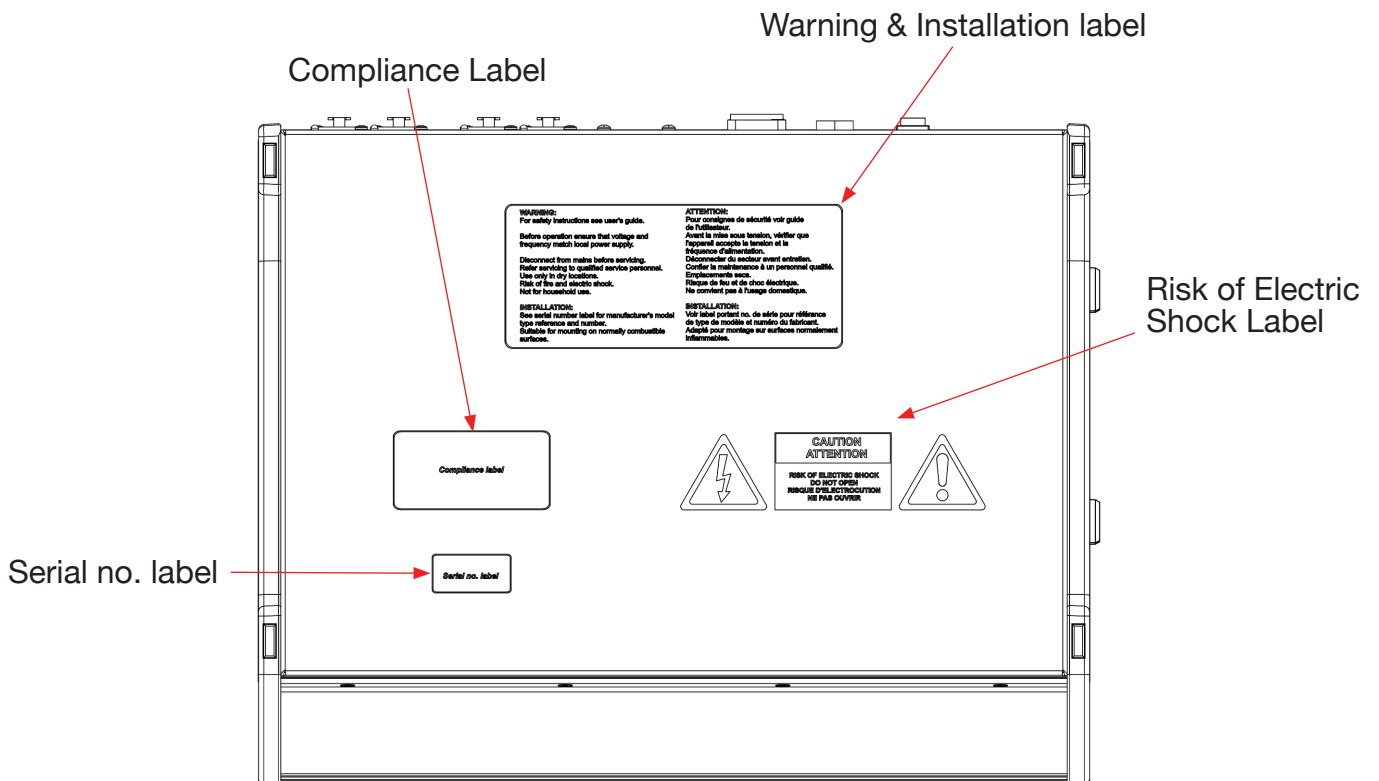 Warning & Installation label
Compliance Label
WARNING:
For safety instructions see user's guide.
Before operation ensure that voltage and
frequency match local power supply.
Disconnect from mains before servicing.
Refer servicing to qualified service personnel.
Use only in dry locations.
Risk of fire and electric shock.
Not for household use.
INSTALLATION:
See serial number label for manufacturer's model
type reference and number.
Suitable for mounting on normally combustible
surfaces.
ATTENTION:
Pour consignes de sécurité voir guide
de l'utilisateur.
Avant la mise sous tension, vérifier que
l'appareil accepte la tension et la
fréquence d'alimentation.
Déconnecter du secteur avant entretien.
Confier la maintenance à un personnel qualifié.
Emplacements secs.
Risque de feu et de choc électrique.
Ne convient pas à l'usage domestique.
INSTALLATION:
Voir label portant no. de série pour référance
de type de modèle et numéro du fabricant.
Adapté pour montage sur surfaces normalement
inflammables.
Risk of Electric
Shock Label
Compliance label
CAUTION
ATTENTION
RISK OF ELECTRIC SHOCK
DO NOT OPEN
RISQUE D'ELECTROCUTION
NE PAS OUVRIR
Serial no. label
Serial no. label